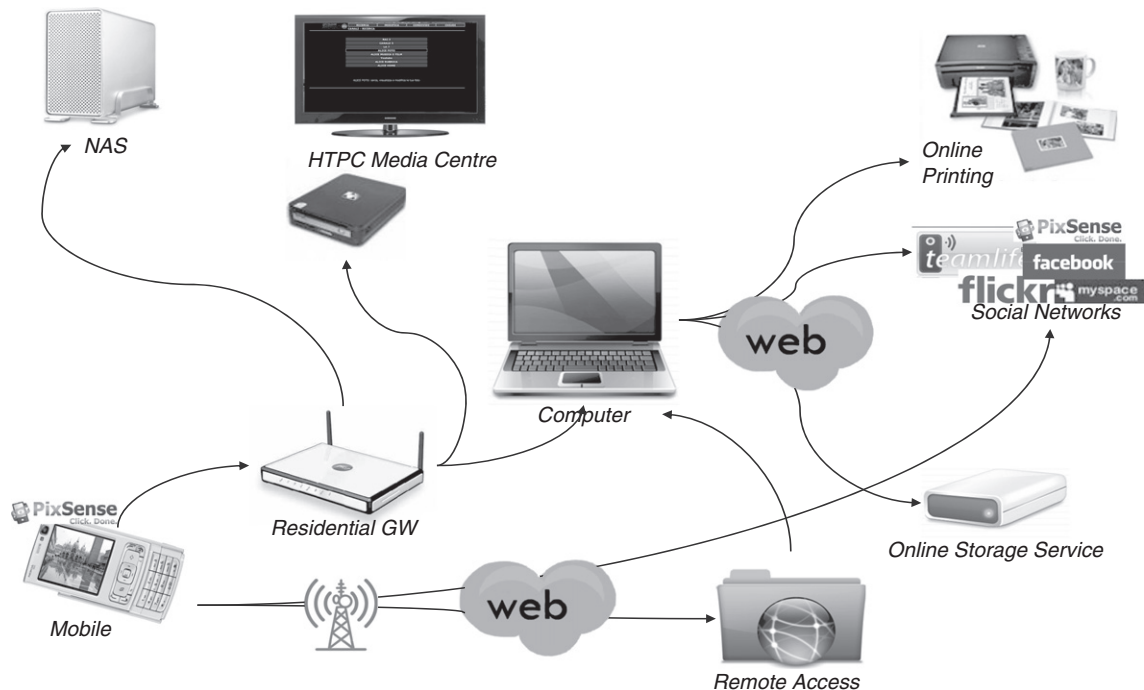 NAS
HTPC Media Centre
Online
Printing
PixSense
Click. Done.
teamlife
facebook
flickr
myspace
.com
Social Networks
web
Computer
Residential GW
PixSense
Click. Done.
Mobile
Online Storage Service
web
Remote Access